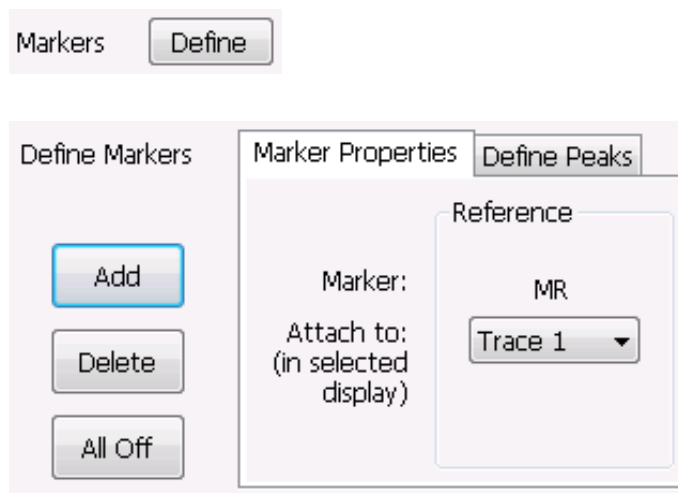 Markers Define
Define Markers
Marker Properties
Define Peaks
Add
Delete
All Off
Reference
Marker:
MR
Attach to:
(in selected
display)
Trace 1